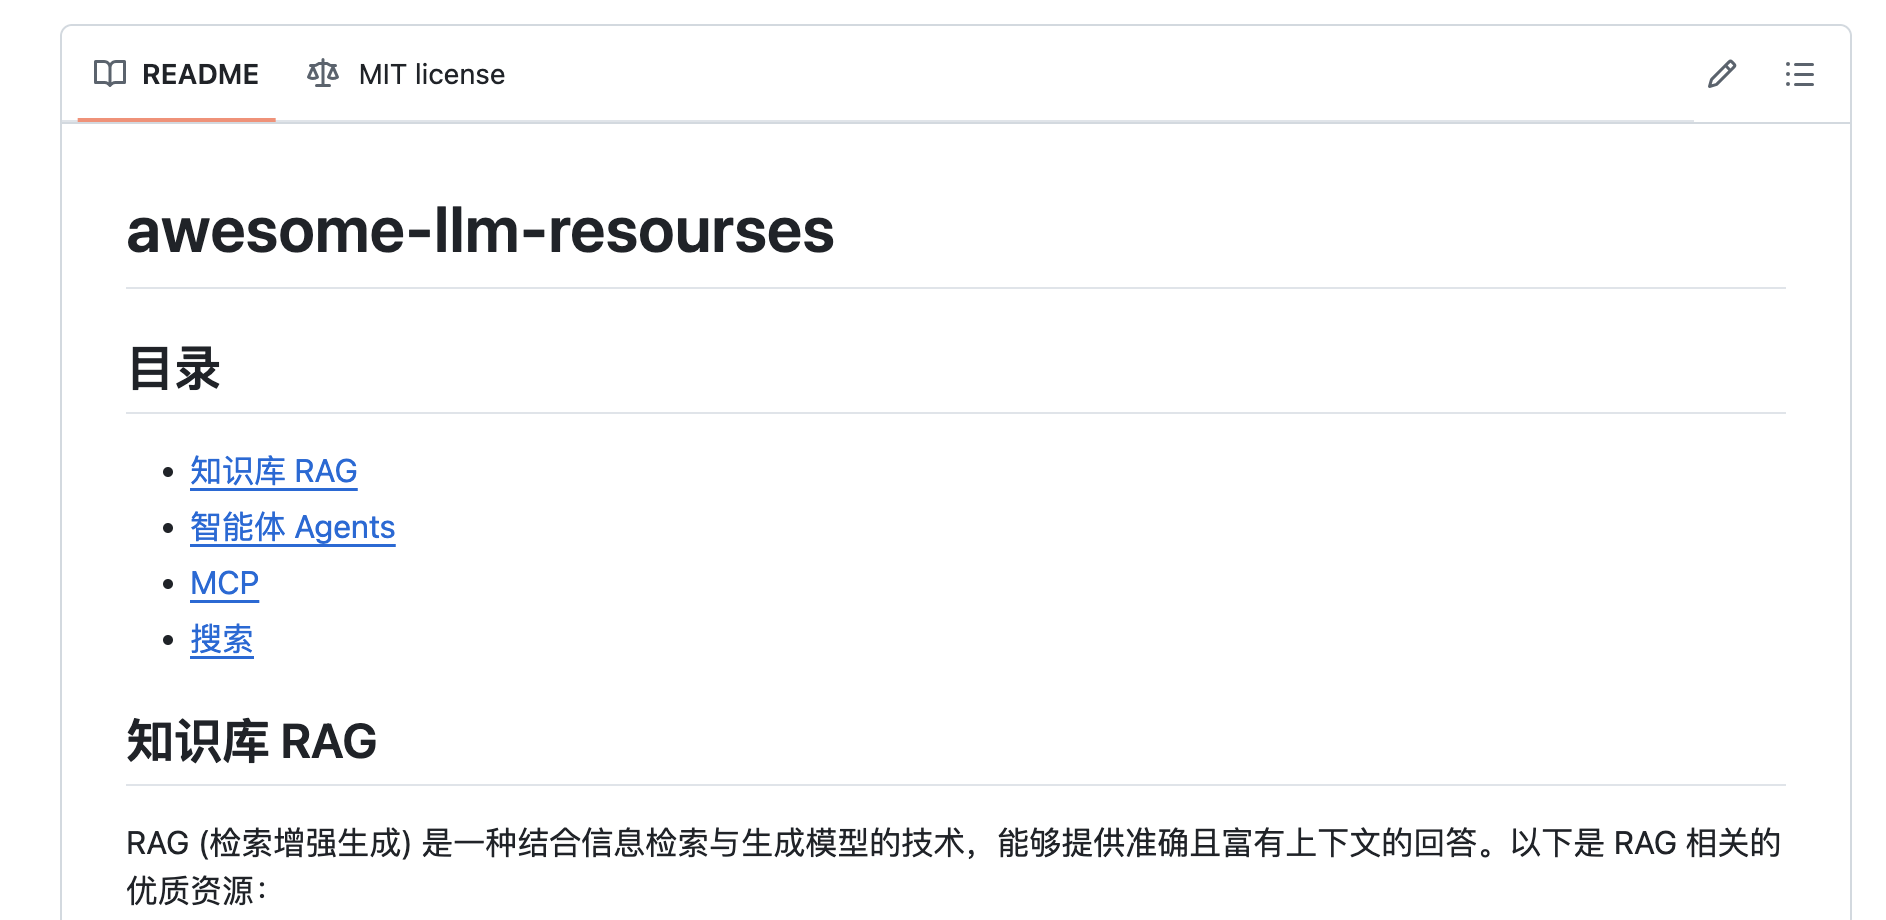 README
MIT license
awesome-llm-resourses
目录
知识库 RAG
智能体 Agents
MCP
搜索
知识库 RAG
RAG (检索增强生成) 是一种结合信息检索与生成模型的技术，能够提供准确且富有上下文的回答。以下是 RAG 相关的
优质资源：